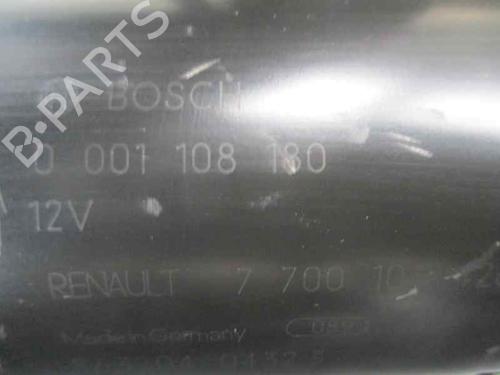 B-PARTS
BOSCH
0 001 108 180
12V
RENAULT 7 700 10
Made in Germany